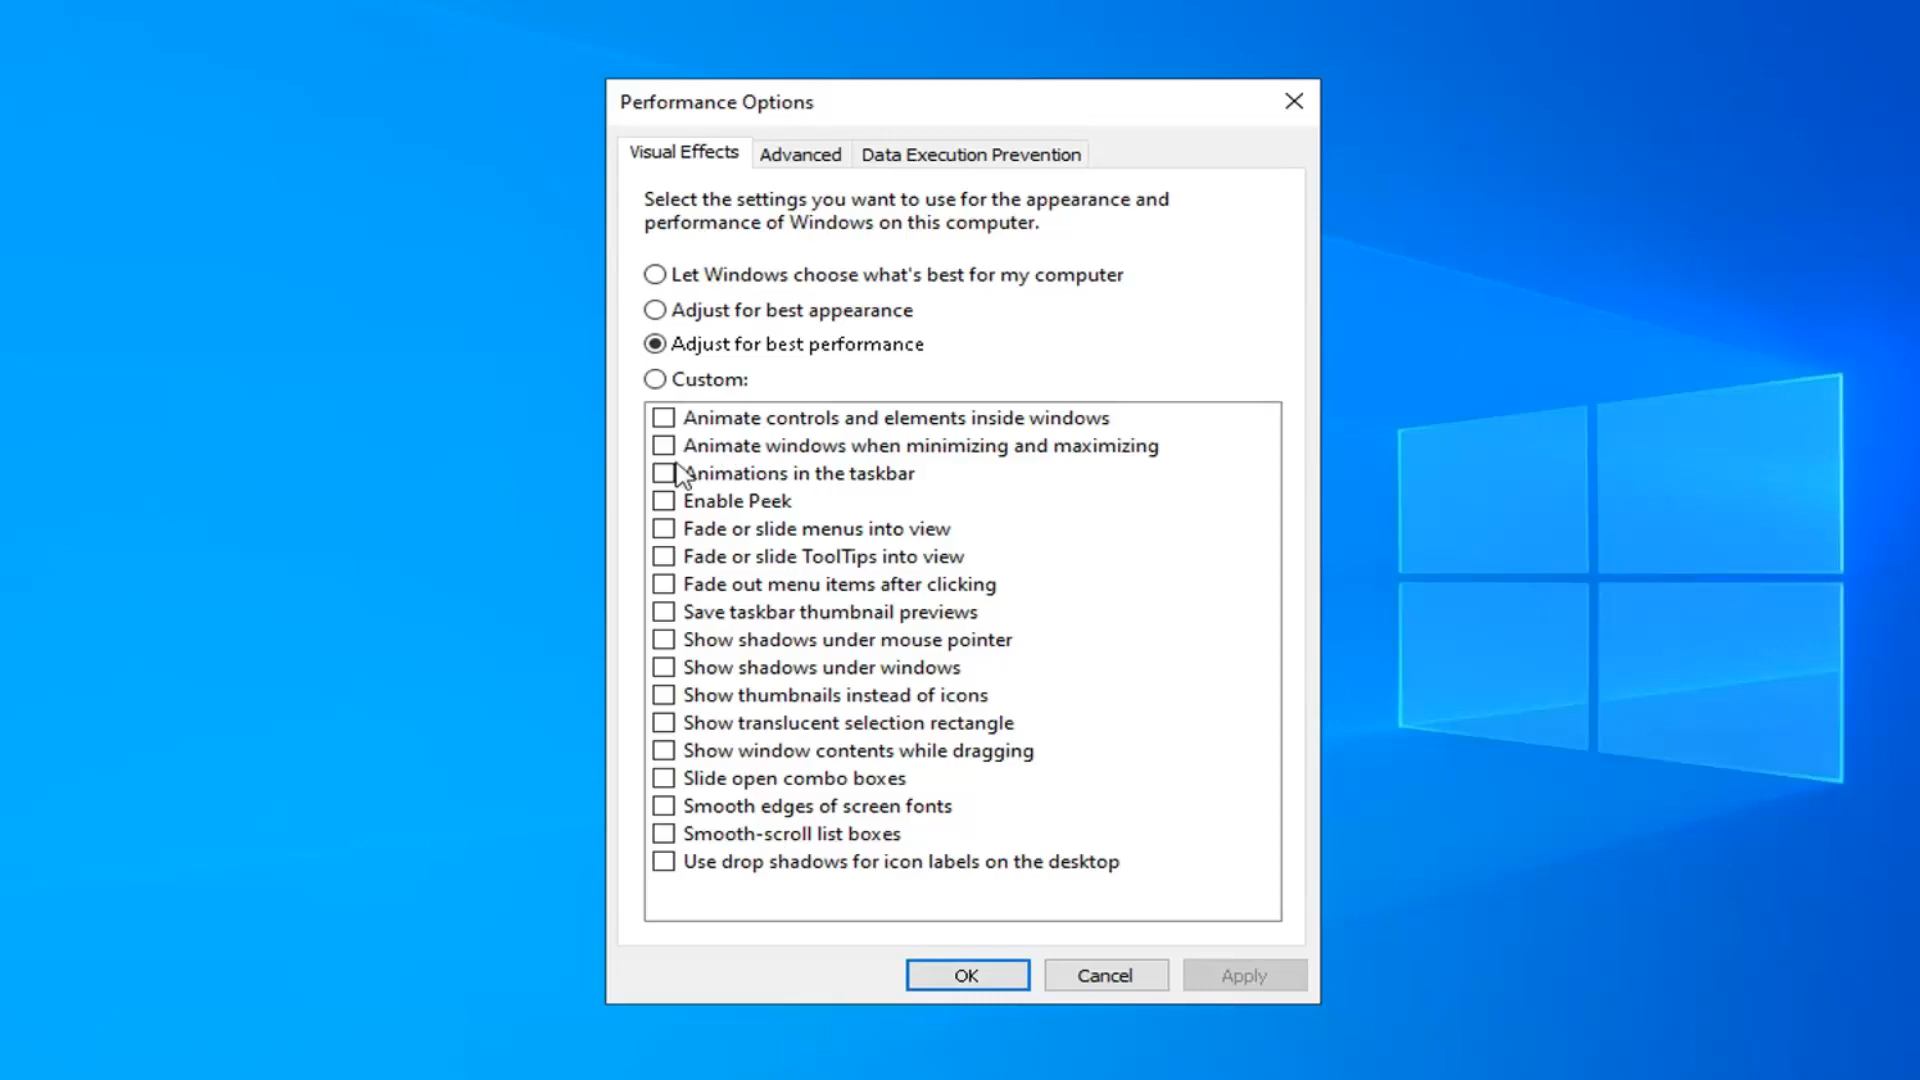 Performance Options
Visual Effects
Advanced
Data Execution Prevention
Select the settings you want to use for the appearance and
performance of Windows on this computer.
Let Windows choose what's best for my computer
Adjust for best appearance
Adjust for best performance
Custom:
Animate controls and elements inside windows
Animate windows when minimizing and maximizing
Animations in the taskbar
Enable Peek
Fade or slide menus into view
Fade or slide ToolTips into view
Fade out menu items after clicking
Save taskbar thumbnail previews
Show shadows under mouse pointer
Show shadows under windows
Show thumbnails instead of icons
Show translucent selection rectangle
Show window contents while dragging
Slide open combo boxes
Smooth edges of screen fonts
Smooth-scroll list boxes
Use drop shadows for icon labels on the desktop
OK
Cancel
Apply